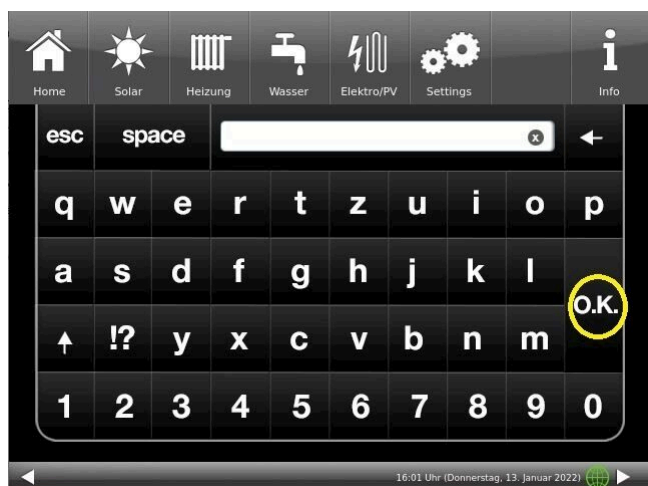 Home Solar Heizung Wasser Elektro/PV Settings Info
esc space
q w e r t z u i o p
a s d f g h j k l
O.K.
!? y x c v b n m
1 2 3 4 5 6 7 8 9 0
16:01 Uhr (Donnerstag, 13. Januar 2022)